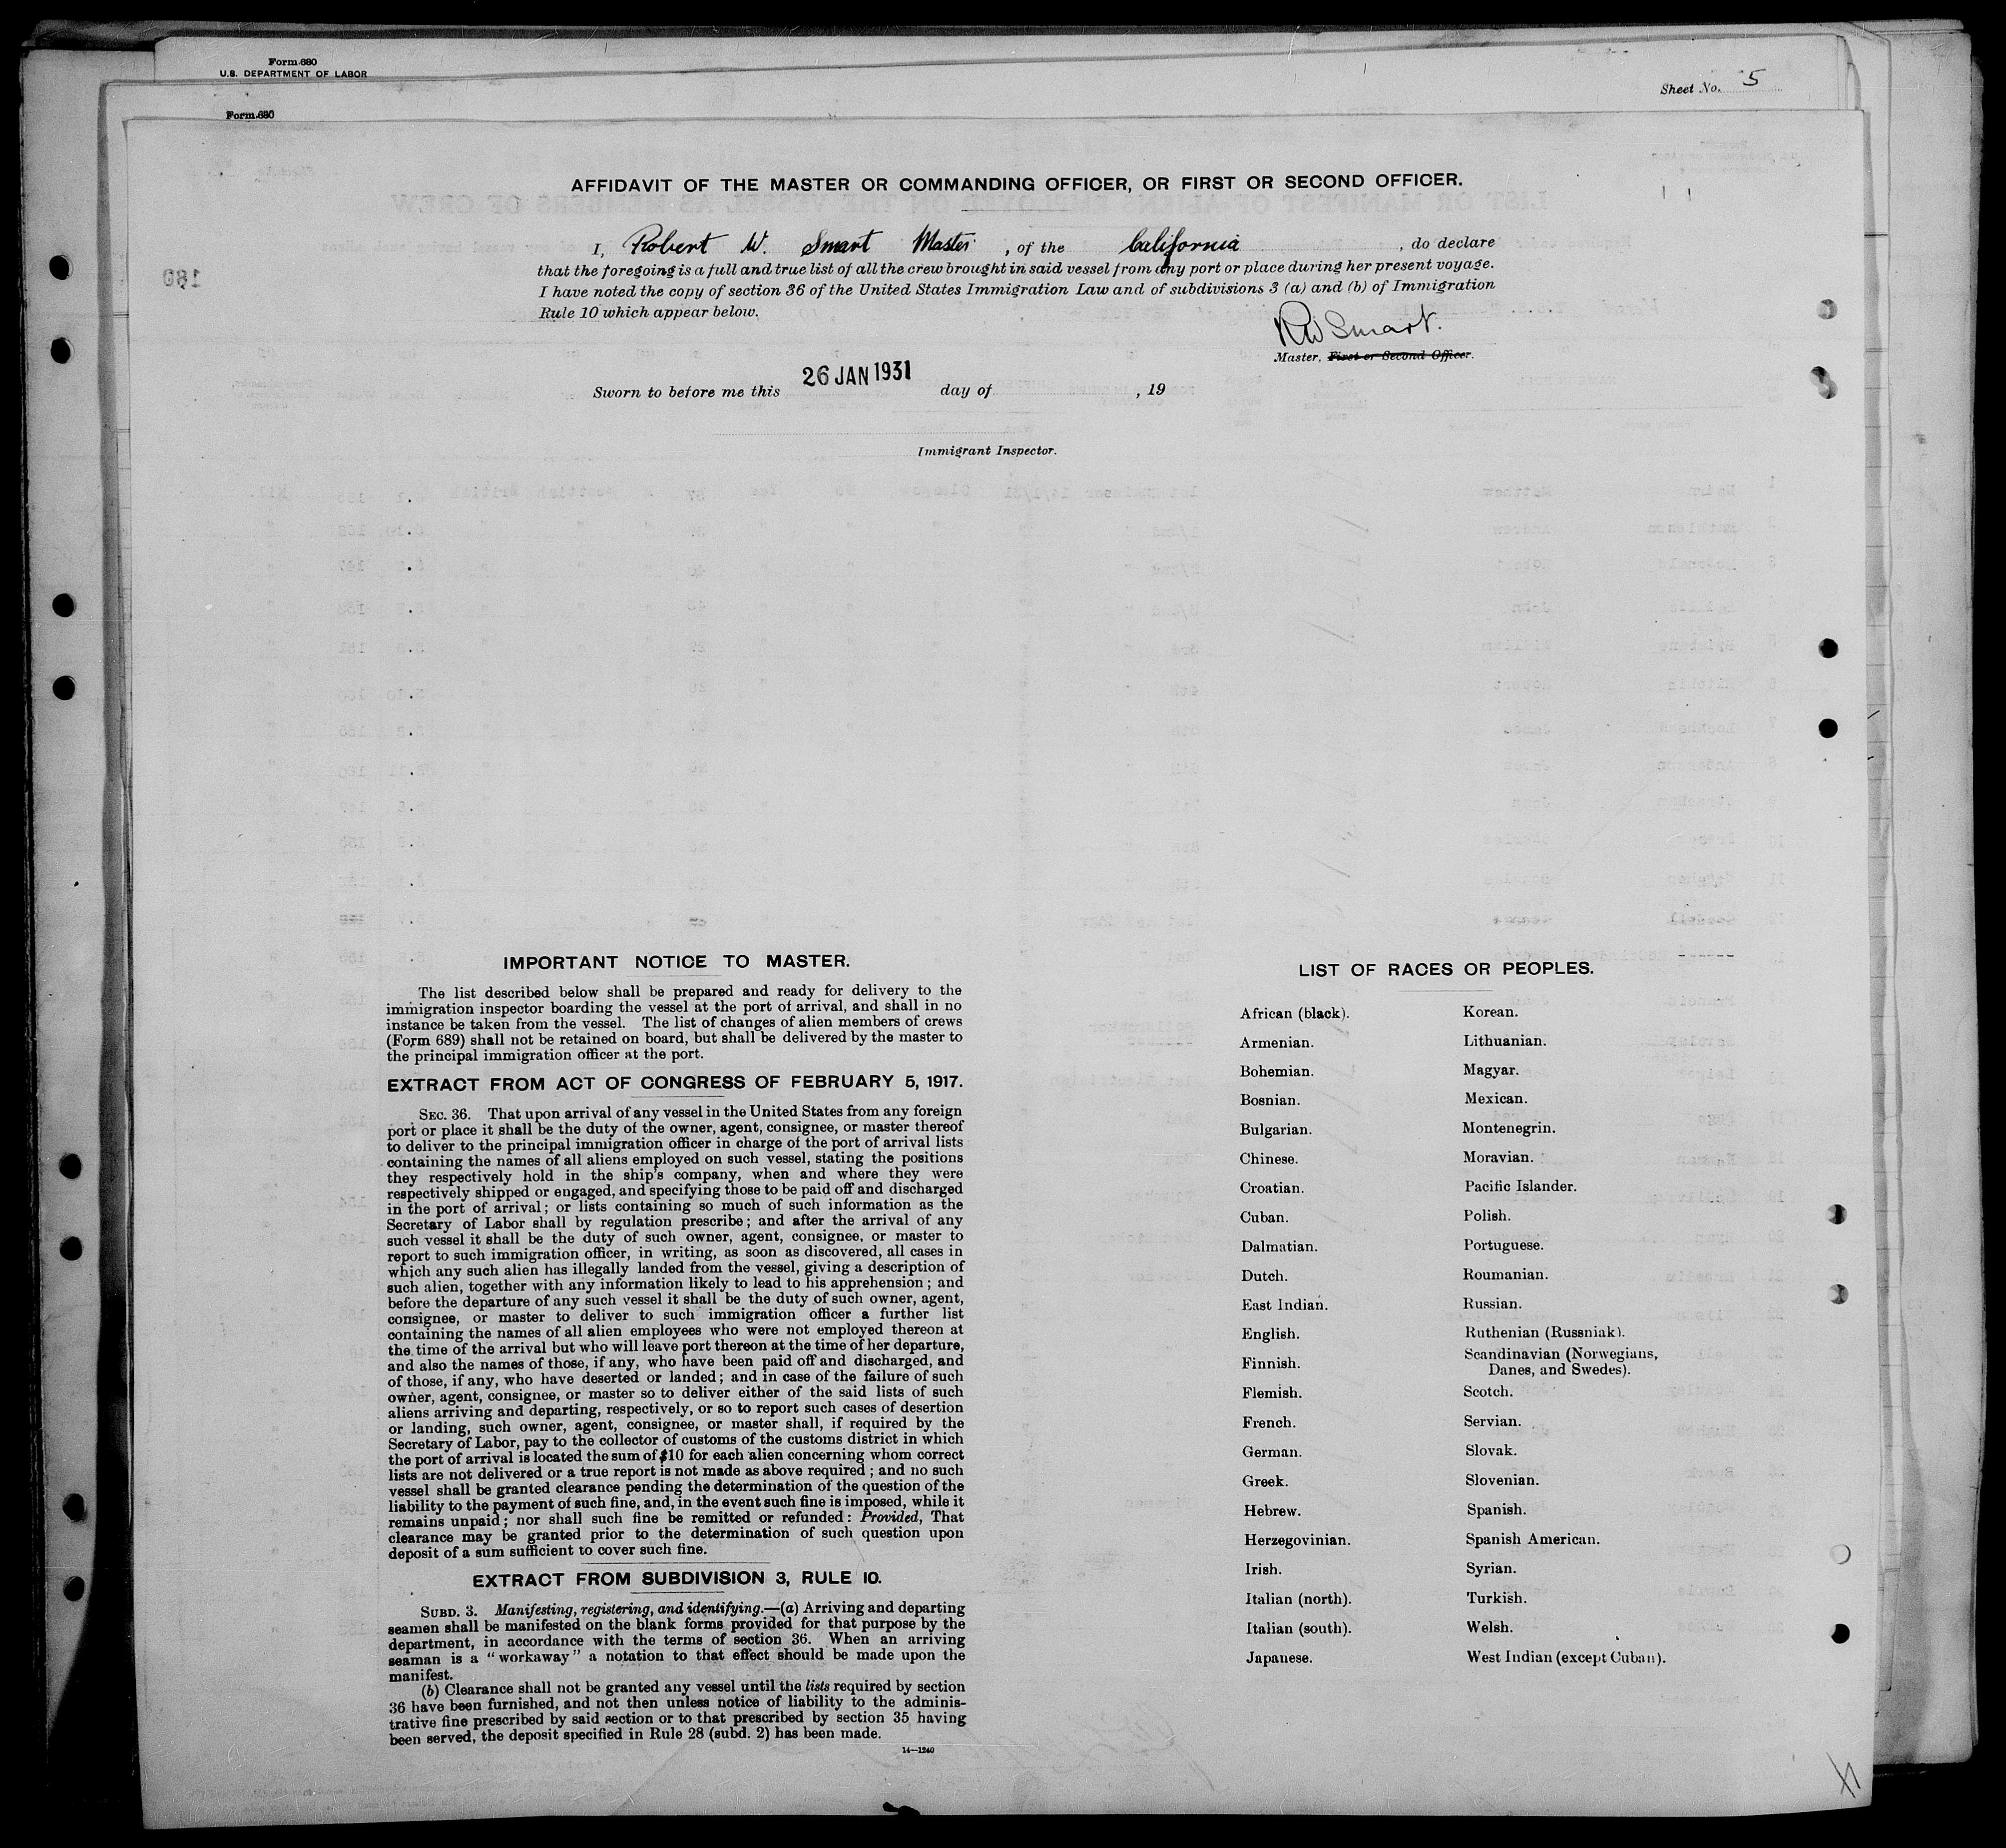 Form 680
U.S. DEPARTMENT OF LABOR
Sheet No. 5
Form 680
AFFIDAVIT OF THE MASTER OR COMMANDING OFFICER, OR FIRST OR SECOND OFFICER.
I, Robert W. Smart Master, of the California, do declare
that the foregoing is a full and true list of all the crew brought in said vessel from any port or place during her present voyage.
I have noted the copy of section 36 of the United States Immigration Law and of subdivisions 3 (a) and (b) of Immigration
Rule 10 which appear below.
RW Smart.
Master, First or Second Officer.
Sworn to before me this 26 JAN 1931 day of , 19
Immigrant Inspector.
IMPORTANT NOTICE TO MASTER.
The list described below shall be prepared and ready for delivery to the
immigration inspector boarding the vessel at the port of arrival, and shall in no
instance be taken from the vessel. The list of changes of alien members of crews
(Form 689) shall not be retained on board, but shall be delivered by the master to
the principal immigration officer at the port.
EXTRACT FROM ACT OF CONGRESS OF FEBRUARY 5, 1917.
SEC. 36. That upon arrival of any vessel in the United States from any foreign
port or place it shall be the duty of the owner, agent, consignee, or master thereof
to deliver to the principal immigration officer in charge of the port of arrival lists
containing the names of all aliens employed on such vessel, stating the positions
they respectively hold in the ship's company, when and where they were
respectively shipped or engaged, and specifying those to be paid off and discharged
in the port of arrival; or lists containing so much of such information as the
Secretary of Labor shall by regulation prescribe; and after the arrival of any
such vessel it shall be the duty of such owner, agent, consignee, or master to
report to such immigration officer, in writing, as soon as discovered, all cases in
which any such alien has illegally landed from the vessel, giving a description of
such alien, together with any information likely to lead to his apprehension; and
before the departure of any such vessel it shall be the duty of such owner, agent,
consignee, or master to deliver to such immigration officer a further list
containing the names of all alien employees who were not employed thereon at
the time of the arrival but who will leave port thereon at the time of her departure,
and also the names of those, if any, who have been paid off and discharged, and
of those, if any, who have deserted or landed; and in case of the failure of such
owner, agent, consignee, or master so to deliver either of the said lists of such
aliens arriving and departing, respectively, or so to report such cases of desertion
or landing, such owner, agent, consignee, or master shall, if required by the
Secretary of Labor, pay to the collector of customs of the customs district in which
the port of arrival is located the sum of $10 for each alien concerning whom correct
lists are not delivered or a true report is not made as above required; and no such
vessel shall be granted clearance pending the determination of the question of the
liability to the payment of such fine, and, in the event such fine is imposed, while it
remains unpaid; nor shall such fine be remitted or refunded: Provided, That
clearance may be granted prior to the determination of such question upon
deposit of a sum sufficient to cover such fine.
EXTRACT FROM SUBDIVISION 3, RULE 10.
SUBD. 3. Manifesting, registering, and identifying.—(a) Arriving and departing
seamen shall be manifested on the blank forms provided for that purpose by the
department, in accordance with the terms of section 36. When an arriving
seaman is a "workaway" a notation to that effect should be made upon the
manifest.
(b) Clearance shall not be granted any vessel until the lists required by section
36 have been furnished, and not then unless notice of liability to the adminis-
trative fine prescribed by said section or to that prescribed by section 35 having
been served, the deposit specified in Rule 28 (subd. 2) has been made.
14—1240
LIST OF RACES OR PEOPLES.
African (black).
Armenian.
Bohemian.
Bosnian.
Bulgarian.
Chinese.
Croatian.
Cuban.
Dalmatian.
Dutch.
East Indian.
English.
Finnish.
Flemish.
French.
German.
Greek.
Hebrew.
Herzegovinian.
Irish.
Italian (north).
Italian (south).
Japanese.
Korean.
Lithuanian.
Magyar.
Mexican.
Montenegrin.
Moravian.
Pacific Islander.
Polish.
Portuguese.
Roumanian.
Russian.
Ruthenian (Russniak).
Scandinavian (Norwegians,
Danes, and Swedes).
Scotch.
Servian.
Slovak.
Slovenian.
Spanish.
Spanish American.
Syrian.
Turkish.
Welsh.
West Indian (except Cuban).